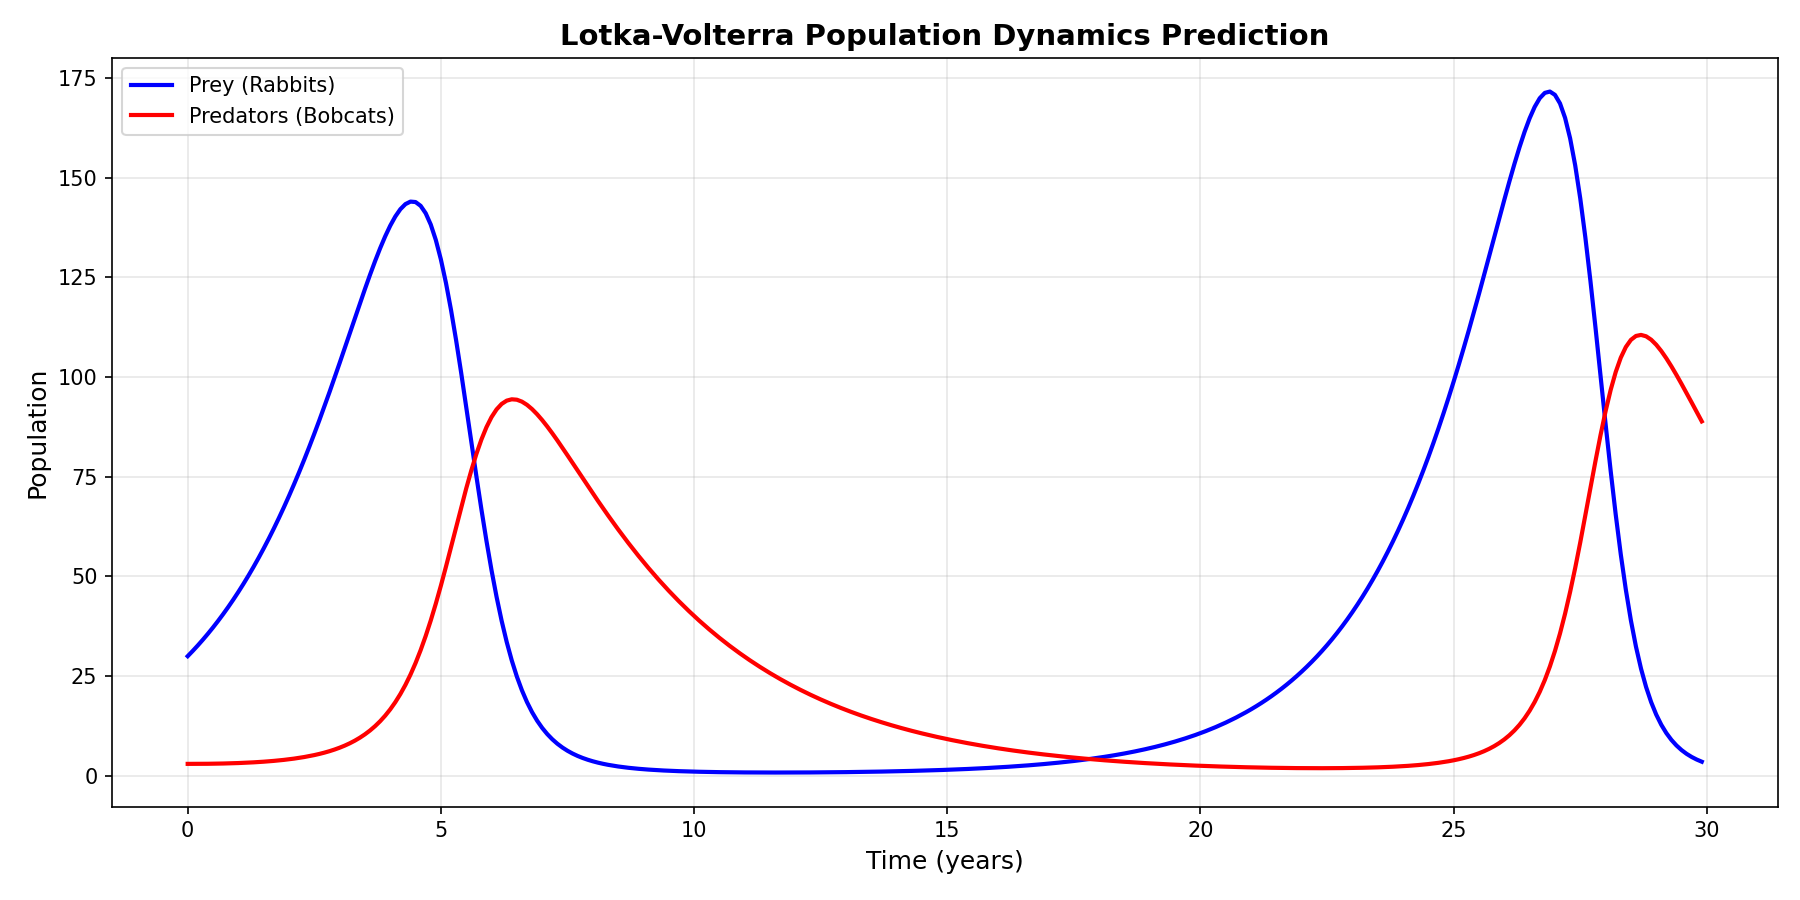 Lotka-Volterra Population Dynamics Prediction
Prey (Rabbits)
Predators (Bobcats)
Population
175
150
125
100
75
50
25
0
0 5 10 15 20 25 30
Time (years)